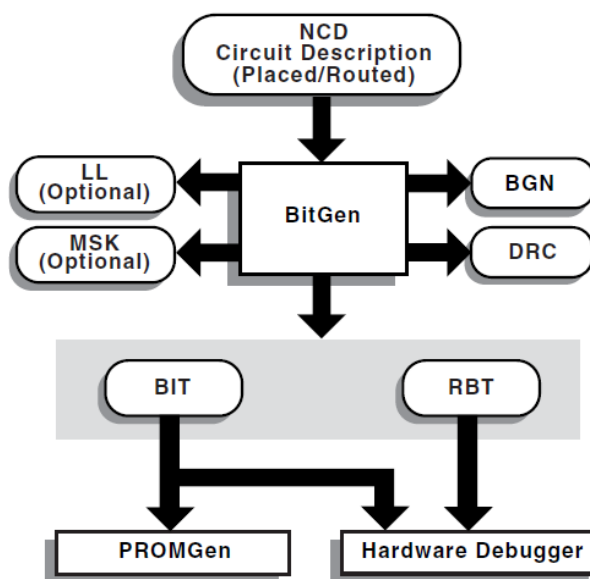 NCD
Circuit Description
(Placed/Routed)
LL
(Optional)
BitGen
BGN
MSK
(Optional)
DRC
BIT
RBT
PROMGen
Hardware Debugger